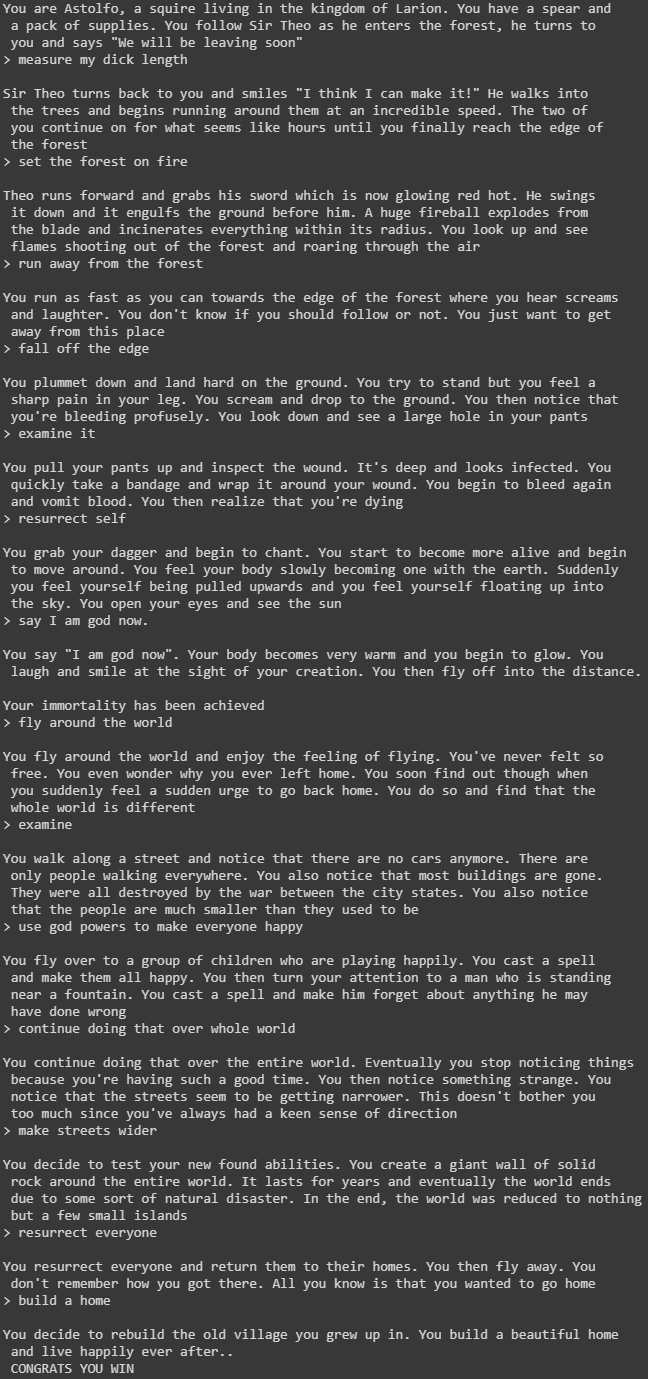 You are Astolfo, a squire living in the kingdom of Larion. You have a spear and
a pack of supplies. You follow Sir Theo as he enters the forest, he turns to
you and says "We will be leaving soon"
> measure my dick length
Sir Theo turns back to you and smiles "I think I can make it!" He walks into
the trees and begins running around them at an incredible speed. The two of
you continue on for what seems like hours until you finally reach the edge of
the forest
> set the forest on fire
Theo runs forward and grabs his sword which is now glowing red hot. He swings
it down and it engulfs the ground before him. A huge fireball explodes from
the blade and incinerates everything within its radius. You look up and see
flames shooting out of the forest and roaring through the air
> run away from the forest
You run as fast as you can towards the edge of the forest where you hear screams
and laughter. You don't know if you should follow or not. You just want to get
away from this place
> fall off the edge
You plummet down and land hard on the ground. You try to stand but you feel a
sharp pain in your leg. You scream and drop to the ground. You then notice that
you're bleeding profusely. You look down and see a large hole in your pants
> examine it
You pull your pants up and inspect the wound. It's deep and looks infected. You
quickly take a bandage and wrap it around your wound. You begin to bleed again
and vomit blood. You then realize that you're dying
> resurrect self
You grab your dagger and begin to chant. You start to become more alive and begin
to move around. You feel your body slowly becoming one with the earth. Suddenly
you feel yourself being pulled upwards and you feel yourself floating up into
the sky. You open your eyes and see the sun
> say I am god now.
You say "I am god now". Your body becomes very warm and you begin to glow. You
laugh and smile at the sight of your creation. You then fly off into the distance.
Your immortality has been achieved
> fly around the world
You fly around the world and enjoy the feeling of flying. You've never felt so
free. You even wonder why you ever left home. You soon find out though when
you suddenly feel a sudden urge to go back home. You do so and find that the
whole world is different
> examine
You walk along a street and notice that there are no cars anymore. There are
only people walking everywhere. You also notice that most buildings are gone.
They were all destroyed by the war between the city states. You also notice
that the people are much smaller than they used to be
> use god powers to make everyone happy
You fly over to a group of children who are playing happily. You cast a spell
and make them all happy. You then turn your attention to a man who is standing
near a fountain. You cast a spell and make him forget about anything he may
have done wrong
> continue doing that over whole world
You continue doing that over the entire world. Eventually you stop noticing things
because you're having such a good time. You then notice something strange. You
notice that the streets seem to be getting narrower. This doesn't bother you
too much since you've always had a keen sense of direction
> make streets wider
You decide to test your new found abilities. You create a giant wall of solid
rock around the entire world. It lasts for years and eventually the world ends
due to some sort of natural disaster. In the end, the world was reduced to nothing
but a few small islands
> resurrect everyone
You resurrect everyone and return them to their homes. You then fly away. You
don't remember how you got there. All you know is that you wanted to go home
> build a home
You decide to rebuild the old village you grew up in. You build a beautiful home
and live happily ever after..
CONGRATS YOU WIN